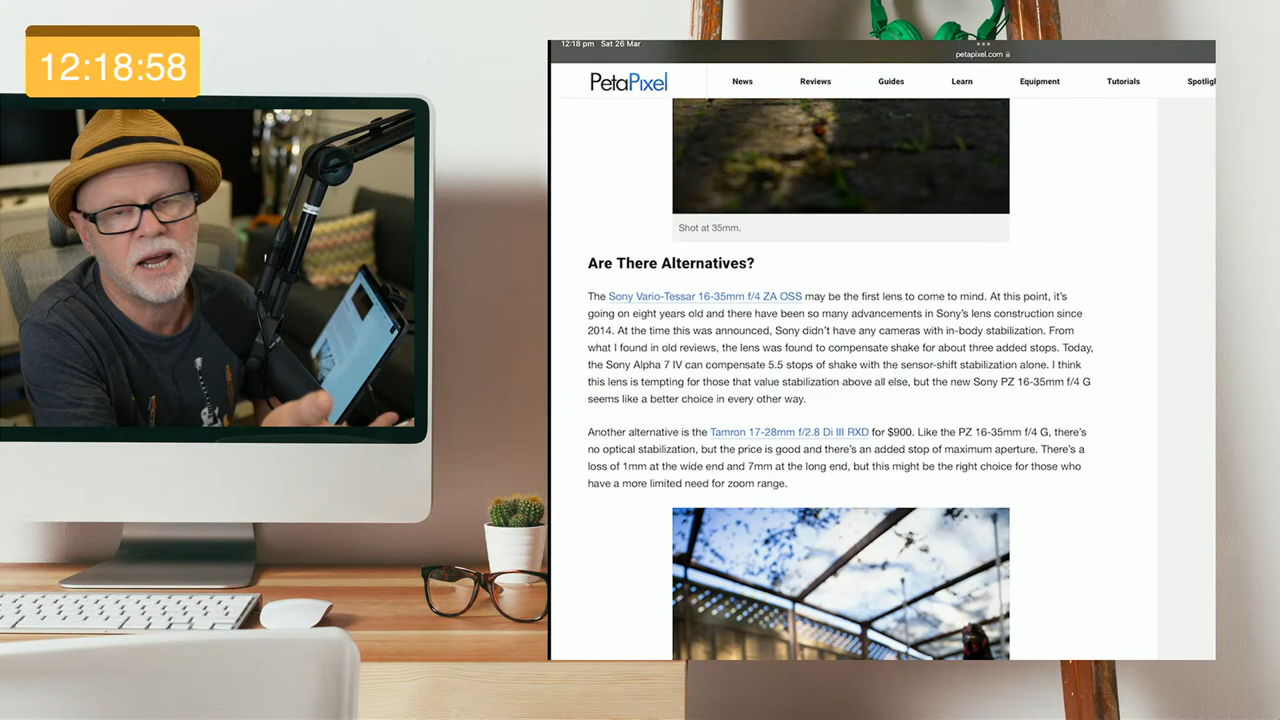 12:18:58
12:18 pm Sat 26 Mar
petapixel.com
PetaPixel
News Reviews Guides Learn Equipment Tutorials
Shot at 35mm.
Are There Alternatives?
The Sony Vario-Tessar 16-35mm f/4 ZA OSS may be the first lens to come to mind. At this point, it's
going on eight years old and there have been so many advancements in Sony's lens construction since
2014. At the time this was announced, Sony didn't have any cameras with in-body stabilization. From
what I found in old reviews, the lens was found to compensate shake for about three added stops. Today,
the Sony Alpha 7 IV can compensate 5.5 stops of shake with the sensor-shift stabilization alone. I think
this lens is tempting for those that value stabilization above all else, but the new Sony PZ 16-35mm f/4 G
seems like a better choice in every other way.
Another alternative is the Tamron 17-28mm f/2.8 Di III RXD for $900. Like the PZ 16-35mm f/4 G, there's
no optical stabilization, but the price is good and there's an added stop of maximum aperture. There's a
loss of 1mm at the wide end and 7mm at the long end, but this might be the right choice for those who
have a more limited need for zoom range.